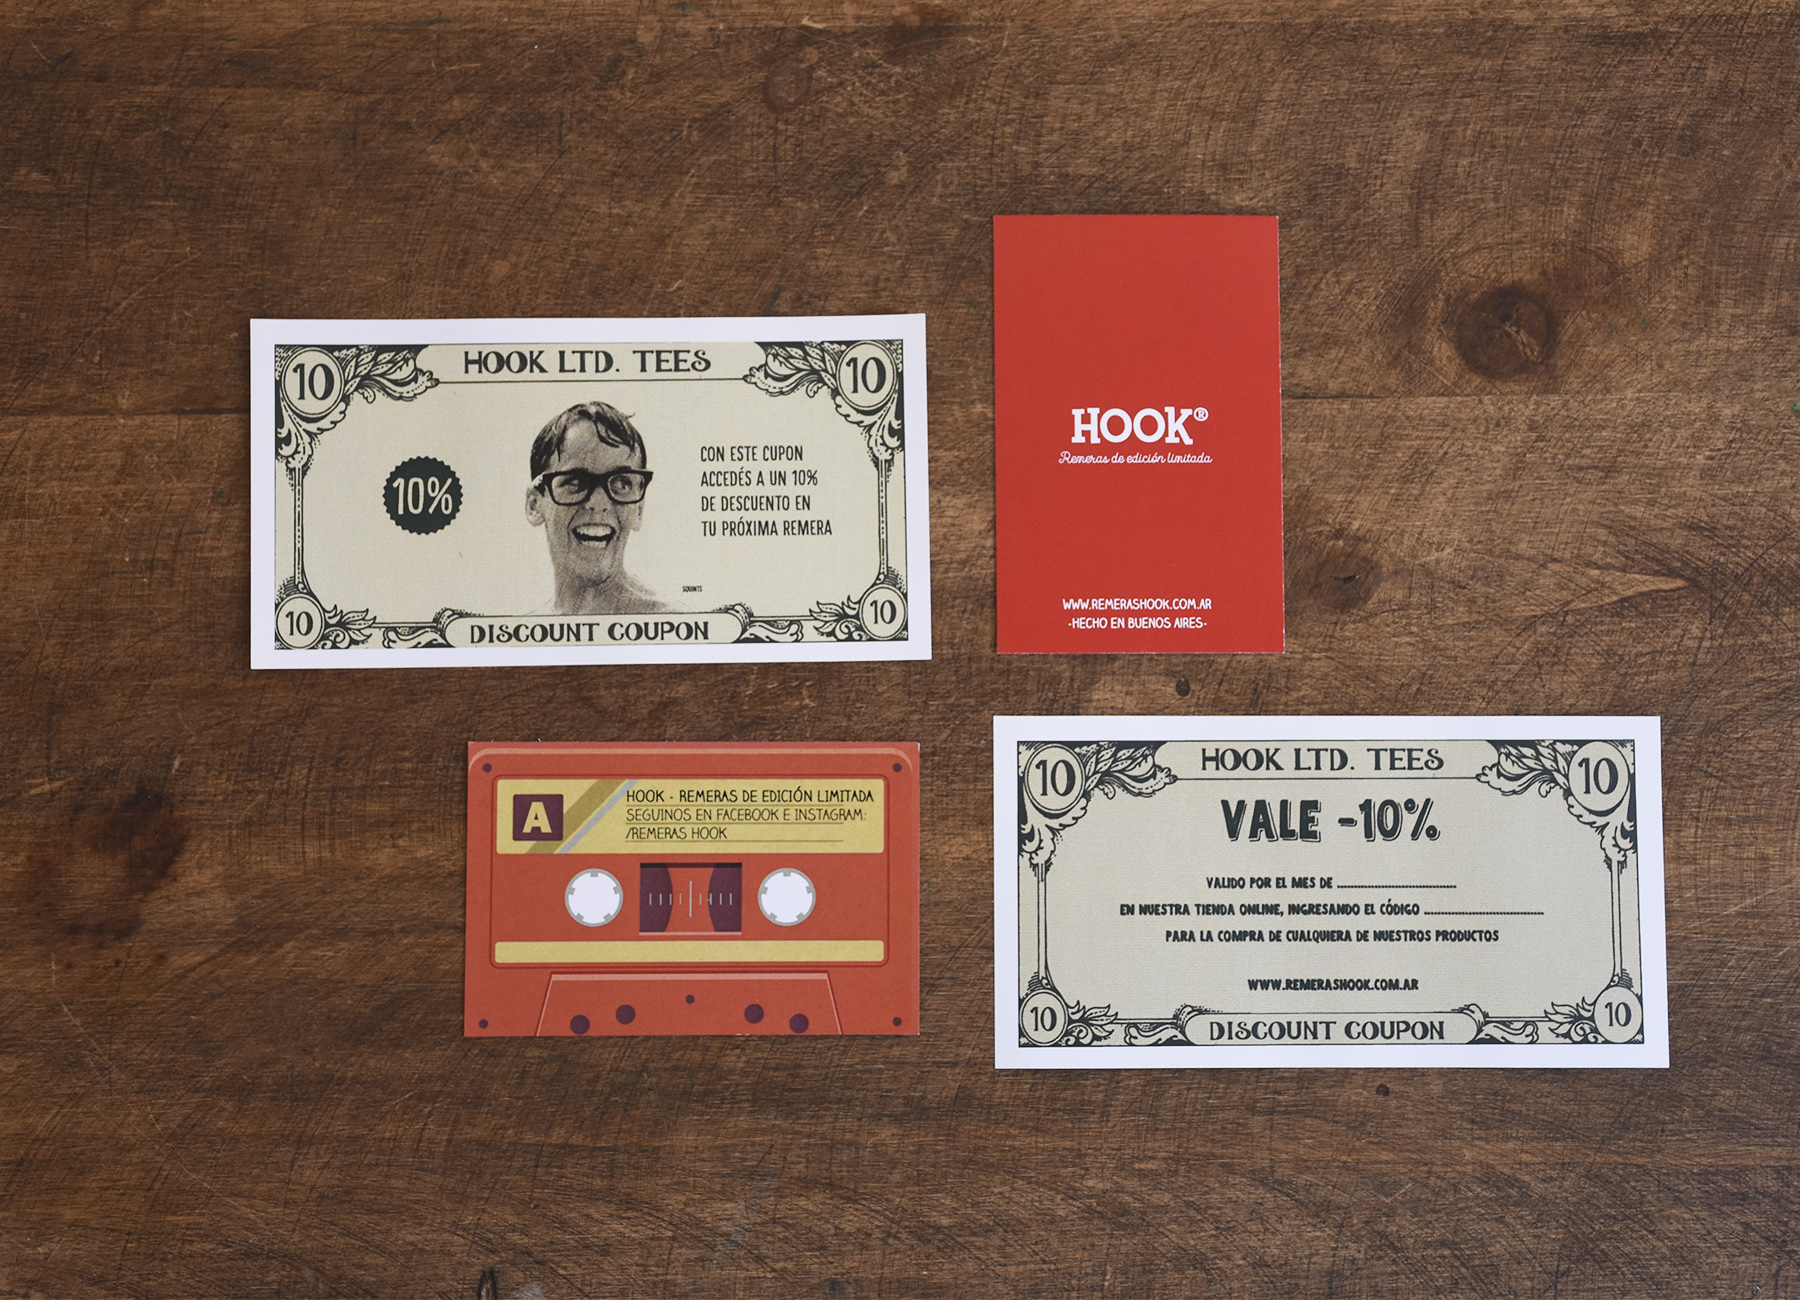 10
HOOK LTD. TEES
10
10%
CON ESTE CUPON
ACCEDÉS A UN 10%
DE DESCUENTO EN
TU PRÓXIMA REMERA
SQUINTS
10
DISCOUNT COUPON
10
HOOK®
Remeras de edición limitada
WWW.REMERASHOOK.COM.AR
-HECHO EN BUENOS AIRES-
A
HOOK - REMERAS DE EDICIÓN LIMITADA
SEGUINOS EN FACEBOOK E INSTAGRAM:
/REMERAS HOOK
10
HOOK LTD. TEES
10
VALE -10%
VALIDO POR EL MES DE ........................................
EN NUESTRA TIENDA ONLINE, INGRESANDO EL CÓDIGO ........................................
PARA LA COMPRA DE CUALQUIERA DE NUESTROS PRODUCTOS
WWW.REMERASHOOK.COM.AR
10
DISCOUNT COUPON
10